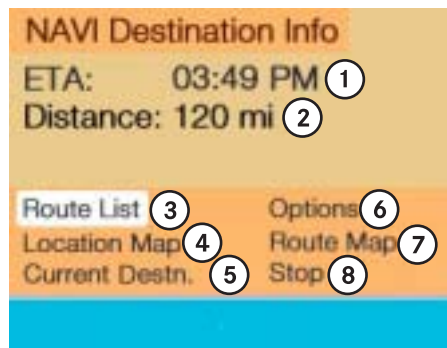 NAVI Destination Info
ETA: 03:49 PM 1
Distance: 120 mi 2
Route List 3 Options 6
Location Map 4 Route Map 7
Current Destn. 5 Stop 8